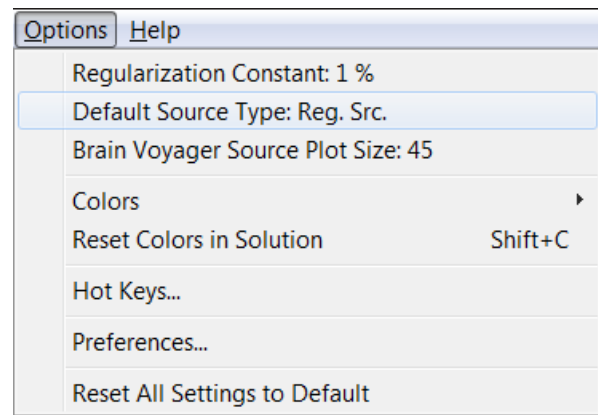 Options Help
Regularization Constant: 1 %
Default Source Type: Reg. Src.
Brain Voyager Source Plot Size: 45
Colors
Reset Colors in Solution Shift+C
Hot Keys...
Preferences...
Reset All Settings to Default